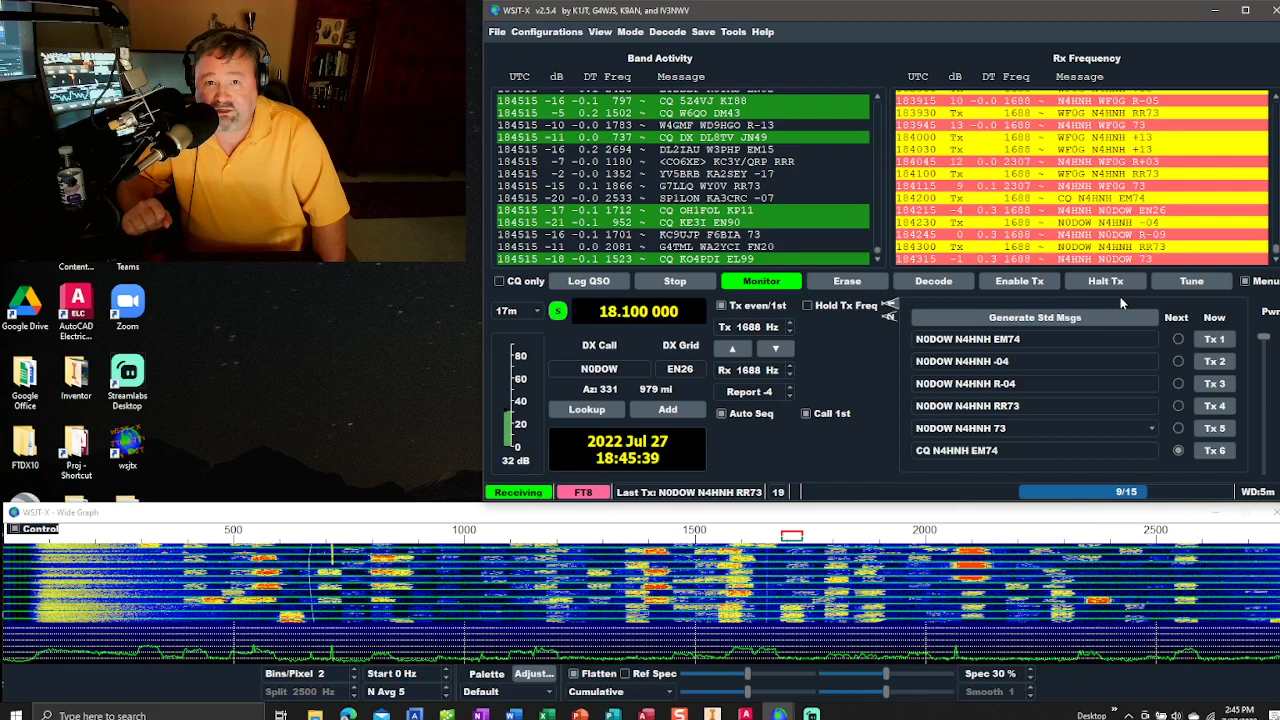 WSJT-X v2.5.4 by K1JT, G4WJS, K9AN, and IV3NWV
File Configurations View Mode Decode Save Tools Help
Band Activity
UTC dB DT Freq Message
184515 -16 -0.1 797 ~ CQ 5Z4VJ KI88
184515 -5 0.2 1502 ~ CQ W6QO DM43
184515 -10 -0.0 1783 ~ W4GMF WD9HGO R-13
184515 -11 0.0 737 ~ CQ DX DL8TV JN49
184515 -16 0.2 2694 ~ DL2IAU W3PHP EM15
184515 -7 -0.0 1180 ~ <CO6XE> KC3Y/QRP RRR
184515 -2 0.0 1352 ~ YV5BRB KA2SEY -17
184515 -15 0.1 1866 ~ G7LLQ WY0V RR73
184515 -20 -0.0 2533 ~ SP1LON KA3CRC -07
184515 -17 0.1 1712 ~ CQ OH1FOL KP11
184515 -21 0.1 952 ~ CQ KE3I EN90
184515 -16 0.1 1701 ~ KC9UJP F6BIA 73
184515 -11 -0.0 2081 ~ G4TML WA2YCI FN20
184515 -18 0.1 1523 ~ CQ KO4PDI EL99
Rx Frequency
UTC dB DT Freq Message
183915 10 -0.0 1688 ~ N4HNH WF0G R-05
183930 Tx 1688 ~ WF0G N4HNH RR73
183945 13 -0.0 1688 ~ N4HNH WF0G 73
184000 Tx 1688 ~ WF0G N4HNH +13
184030 Tx 1688 ~ WF0G N4HNH +13
184045 12 0.0 2307 ~ N4HNH WF0G R+03
184100 Tx 1688 ~ WF0G N4HNH RR73
184115 9 0.1 2307 ~ N4HNH WF0G 73
184200 Tx 1688 ~ CQ N4HNH EM74
184215 -4 0.3 1688 ~ N4HNH N0DOW EN26
184230 Tx 1688 ~ N0DOW N4HNH -04
184245 0 0.3 1688 ~ N4HNH N0DOW R-09
184300 Tx 1688 ~ N0DOW N4HNH RR73
184315 -1 0.3 1688 ~ N4HNH N0DOW 73
CQ only Log QSO Stop Monitor Erase Decode Enable Tx Halt Tx Tune Menu
17m S 18.100 000
Tx even/1st Hold Tx Freq
Tx 1688 Hz
Rx 1688 Hz
Report -4
Auto Seq Call 1st
DX Call DX Grid
N0DOW EN26
Az: 331 979 mi
Lookup Add
2022 Jul 27
18:45:39
80
60
40
20
0
32 dB
Generate Std Msgs Next Now Pwr
N0DOW N4HNH EM74 Tx 1
N0DOW N4HNH -04 Tx 2
N0DOW N4HNH R-04 Tx 3
N0DOW N4HNH RR73 Tx 4
N0DOW N4HNH 73 Tx 5
CQ N4HNH EM74 Tx 6
Receiving FT8 Last Tx: N0DOW N4HNH RR73 19 9/15 WD:5m
Content... Teams
Google Drive AutoCAD Electric... Zoom
Google Office Inventor Streamlabs Desktop
FTDX10 Proj - Shortcut wsjtx
WSJT-X - Wide Graph
Control
500 1000 1500 2000 2500
Bins/Pixel 2 Start 0 Hz Palette Adjust... Flatten Ref Spec Spec 30 %
Split 2500 Hz N Avg 5 Default Cumulative Smooth 1
Type here to search
Desktop
2:45 PM